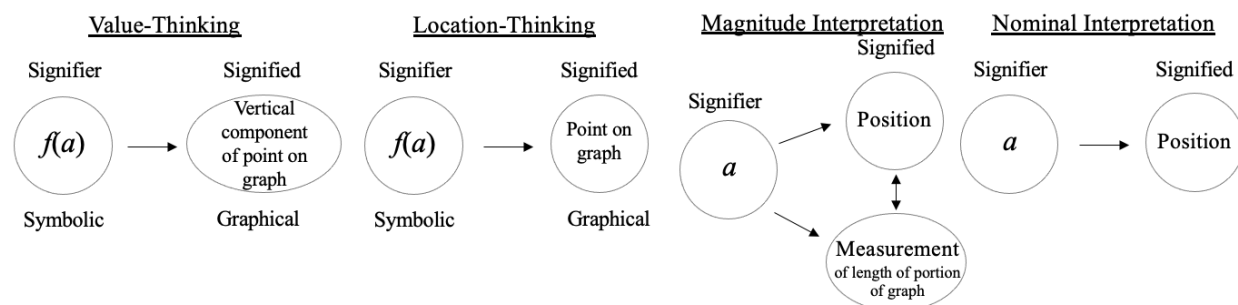 Value-Thinking
Signifier
Signified
f(a)
Vertical
component
of point on
graph
Symbolic
Graphical
Location-Thinking
Signifier
Signified
f(a)
Point on
graph
Symbolic
Graphical
Magnitude Interpretation
Signified
Signifier
Position
a
Measurement
of length of portion
of graph
Nominal Interpretation
Signifier
Signified
a
Position